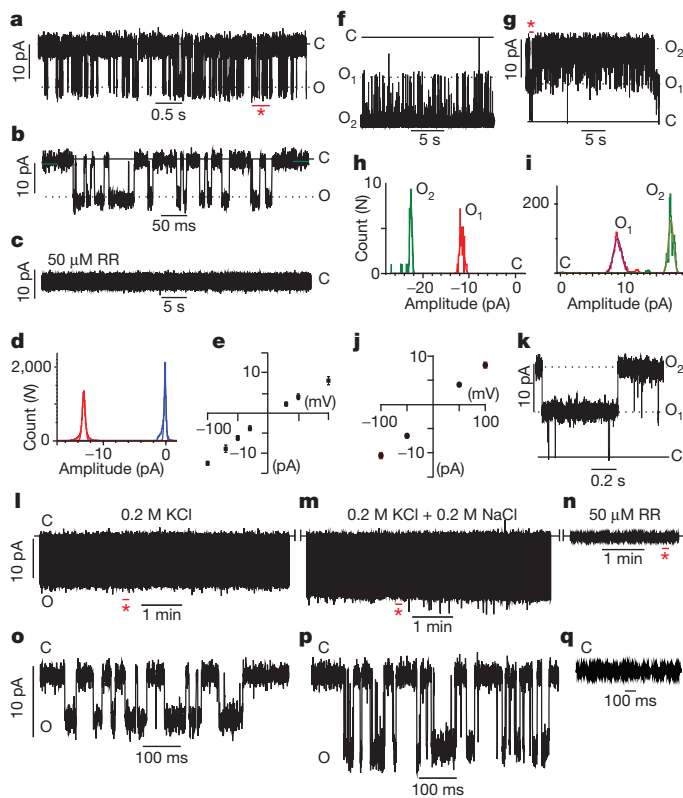 a
10 pA
C
O
0.5 s
*
b
10 pA
C
O
50 ms
c
50 μM RR
10 pA
C
5 s
d
Count (N)
2,000
0
−10
0
Amplitude (pA)
e
10
(mV)
−100
−10
(pA)
f
C
O1
O2
5 s
g
*
10 pA
O2
O1
C
5 s
h
Count (N)
10
0
O2
O1
C
−20
−10
0
Amplitude (pA)
i
200
O1
O2
C
0
10
Amplitude (pA)
j
10
(mV)
−100
100
−10
(pA)
k
O2
O1
C
0.2 s
l
0.2 M KCl
C
10 pA
O
*
1 min
m
0.2 M KCl + 0.2 M NaCl
*
1 min
n
50 μM RR
1 min
*
o
C
10 pA
O
100 ms
p
C
O
100 ms
q
C
100 ms